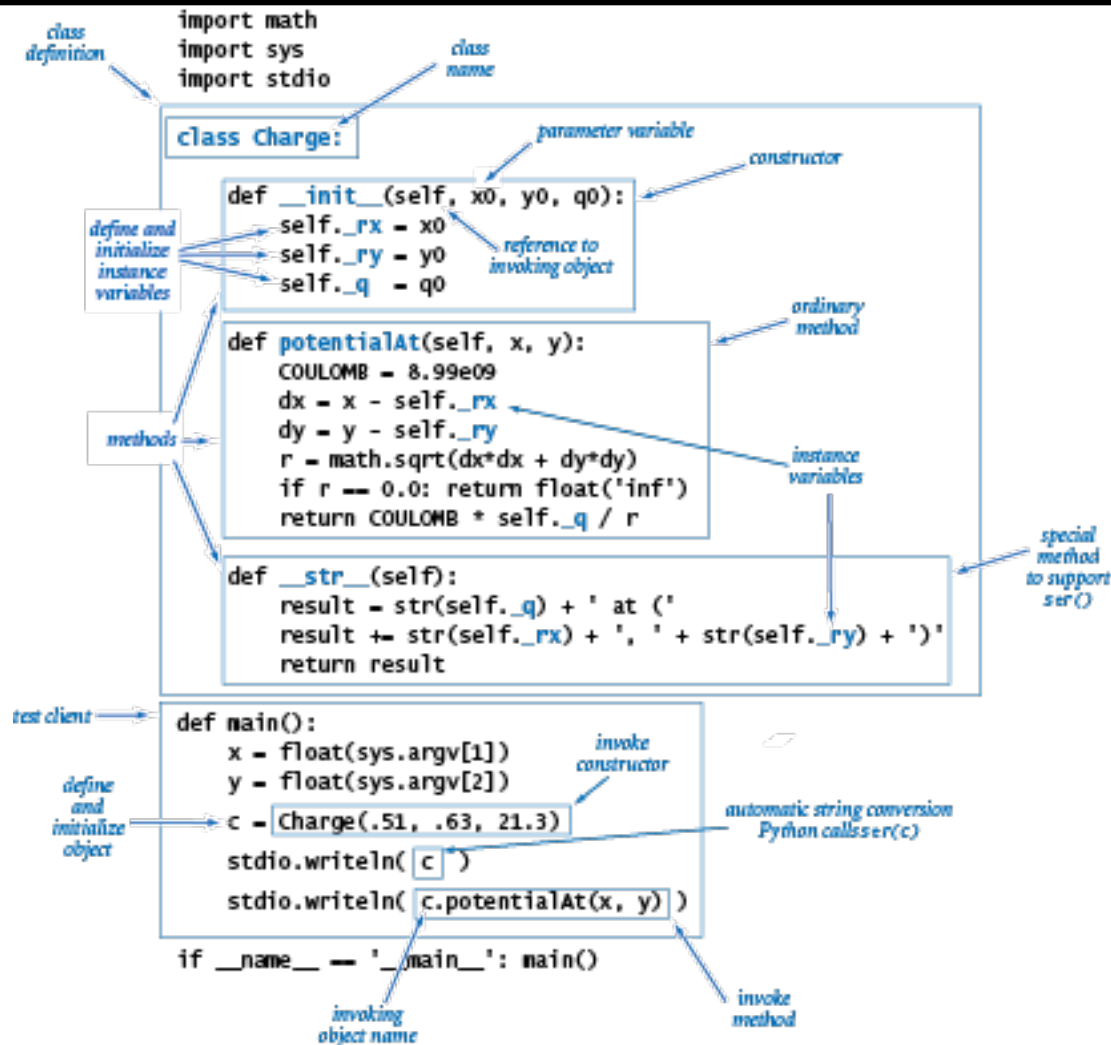 import math
import sys
import stdio
class
definition
class
name
class Charge:
parameter variable
constructor
def __init__(self, x0, y0, q0):
self._rx = x0
self._ry = y0
self._q = q0
define and
initialize
instance
variables
reference to
invoking object
ordinary
method
def potentialAt(self, x, y):
COULOMB = 8.99e09
dx = x - self._rx
dy = y - self._ry
r = math.sqrt(dx*dx + dy*dy)
if r == 0.0: return float('inf')
return COULOMB * self._q / r
methods
instance
variables
special
method
to support
ser()
def __str__(self):
result = str(self._q) + ' at ('
result += str(self._rx) + ', ' + str(self._ry) + ')'
return result
test client
def main():
x = float(sys.argv[1])
y = float(sys.argv[2])
c = Charge(.51, .63, 21.3)
stdio.writeln( c )
stdio.writeln( c.potentialAt(x, y) )
invoke
constructor
define
and
initialize
object
automatic string conversion
Python callsser(c)
if __name__ == '__main__': main()
invoking
object name
invoke
method